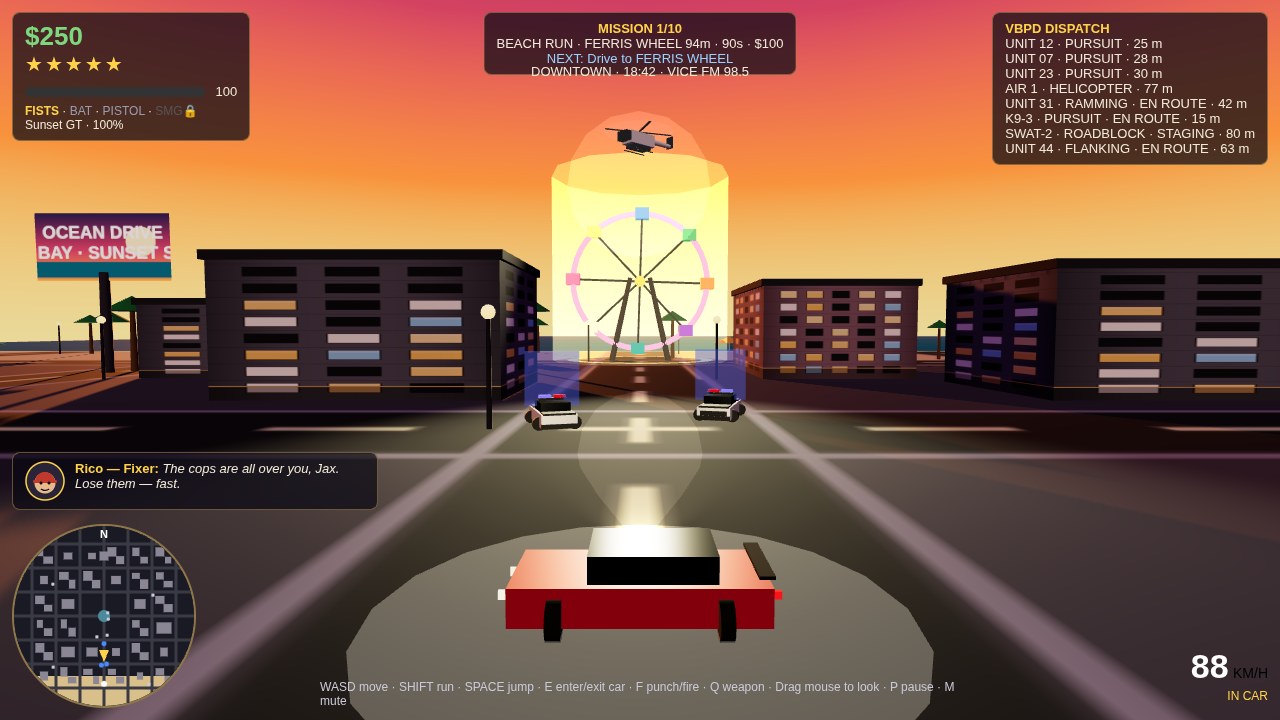 $250
★★★★★
100
FISTS · BAT · PISTOL · SMG🔒
Sunset GT · 100%
MISSION 1/10
BEACH RUN · FERRIS WHEEL 94m · 90s · $100
NEXT: Drive to FERRIS WHEEL
DOWNTOWN · 18:42 · VICE FM 98.5
VBPD DISPATCH
UNIT 12 · PURSUIT · 25 m
UNIT 07 · PURSUIT · 28 m
UNIT 23 · PURSUIT · 30 m
AIR 1 · HELICOPTER · 77 m
UNIT 31 · RAMMING · EN ROUTE · 42 m
K9-3 · PURSUIT · EN ROUTE · 15 m
SWAT-2 · ROADBLOCK · STAGING · 80 m
UNIT 44 · FLANKING · EN ROUTE · 63 m
OCEAN DRIVE
BAY · SUNSET S
Rico — Fixer: The cops are all over you, Jax.
Lose them — fast.
N
WASD move · SHIFT run · SPACE jump · E enter/exit car · F punch/fire · Q weapon · Drag mouse to look · P pause · M
mute
88 KM/H
IN CAR